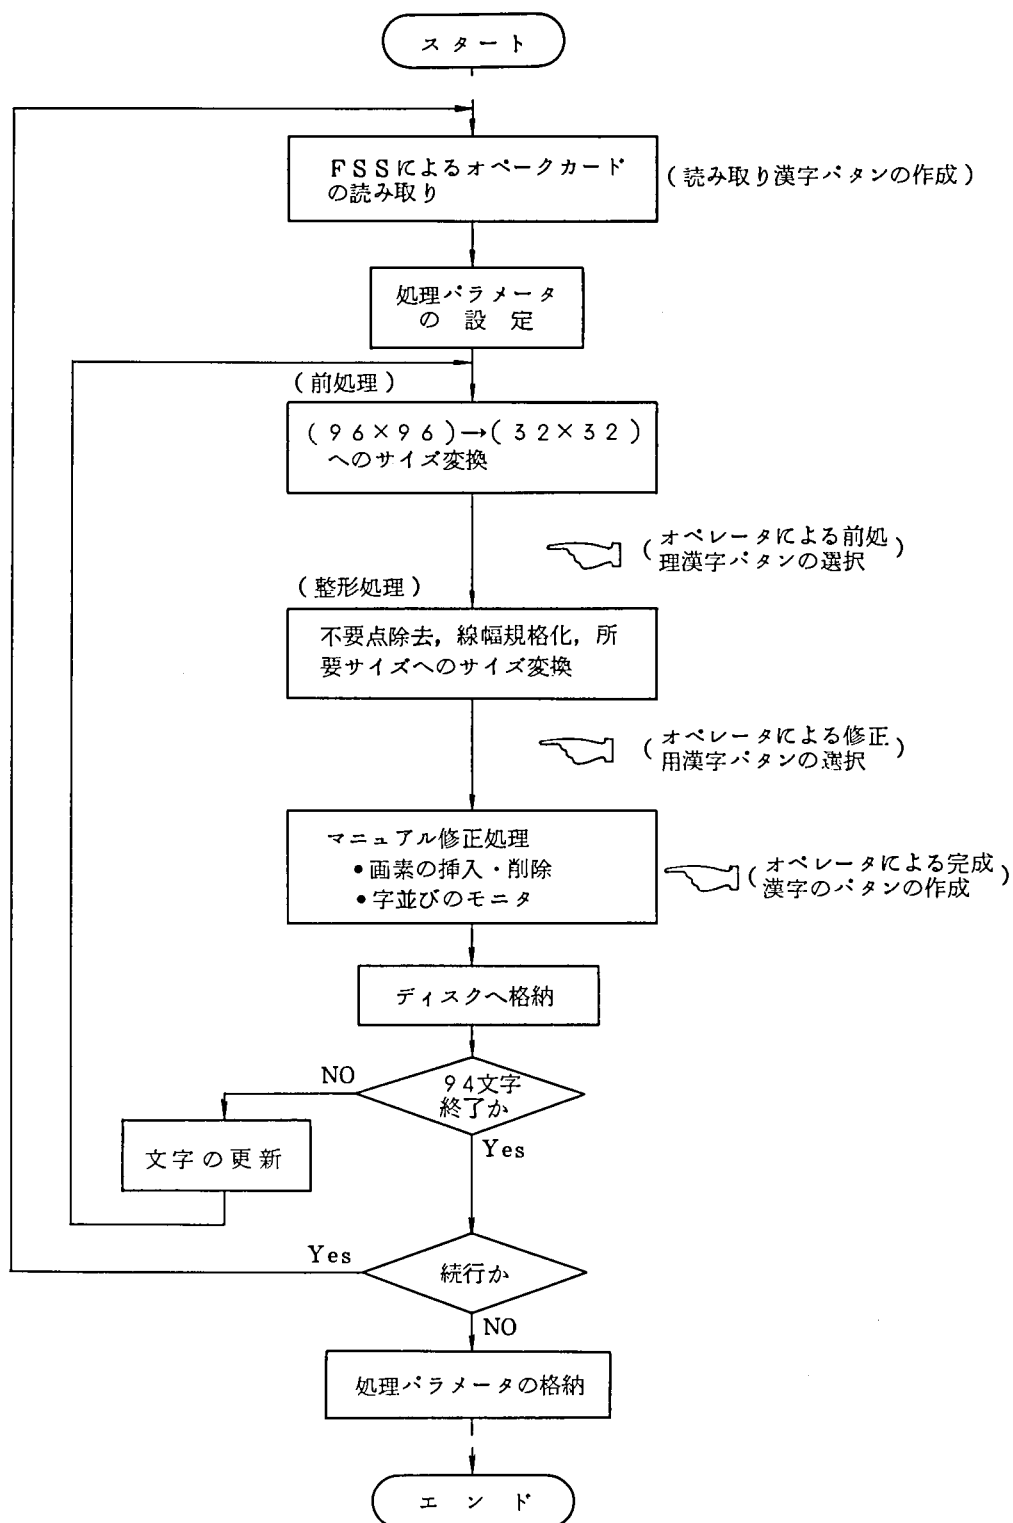 スタート
FSSによるオペークカード
の読み取り
(読み取り漢字パタンの作成)
処理パラメータ
の設定
(前処理)
(96×96)→(32×32)
へのサイズ変換
(オペレータによる前処
理漢字パタンの選択)
(整形処理)
不要点除去,線幅規格化,所
要サイズへのサイズ変換
(オペレータによる修正
用漢字パタンの選択)
マニュアル修正処理
•画素の挿入・削除
•字並びのモニタ
(オペレータによる完成
漢字のパタンの作成)
ディスクへ格納
94文字
終了か
NO
Yes
文字の更新
続行か
Yes
NO
処理パラメータの格納
エンド